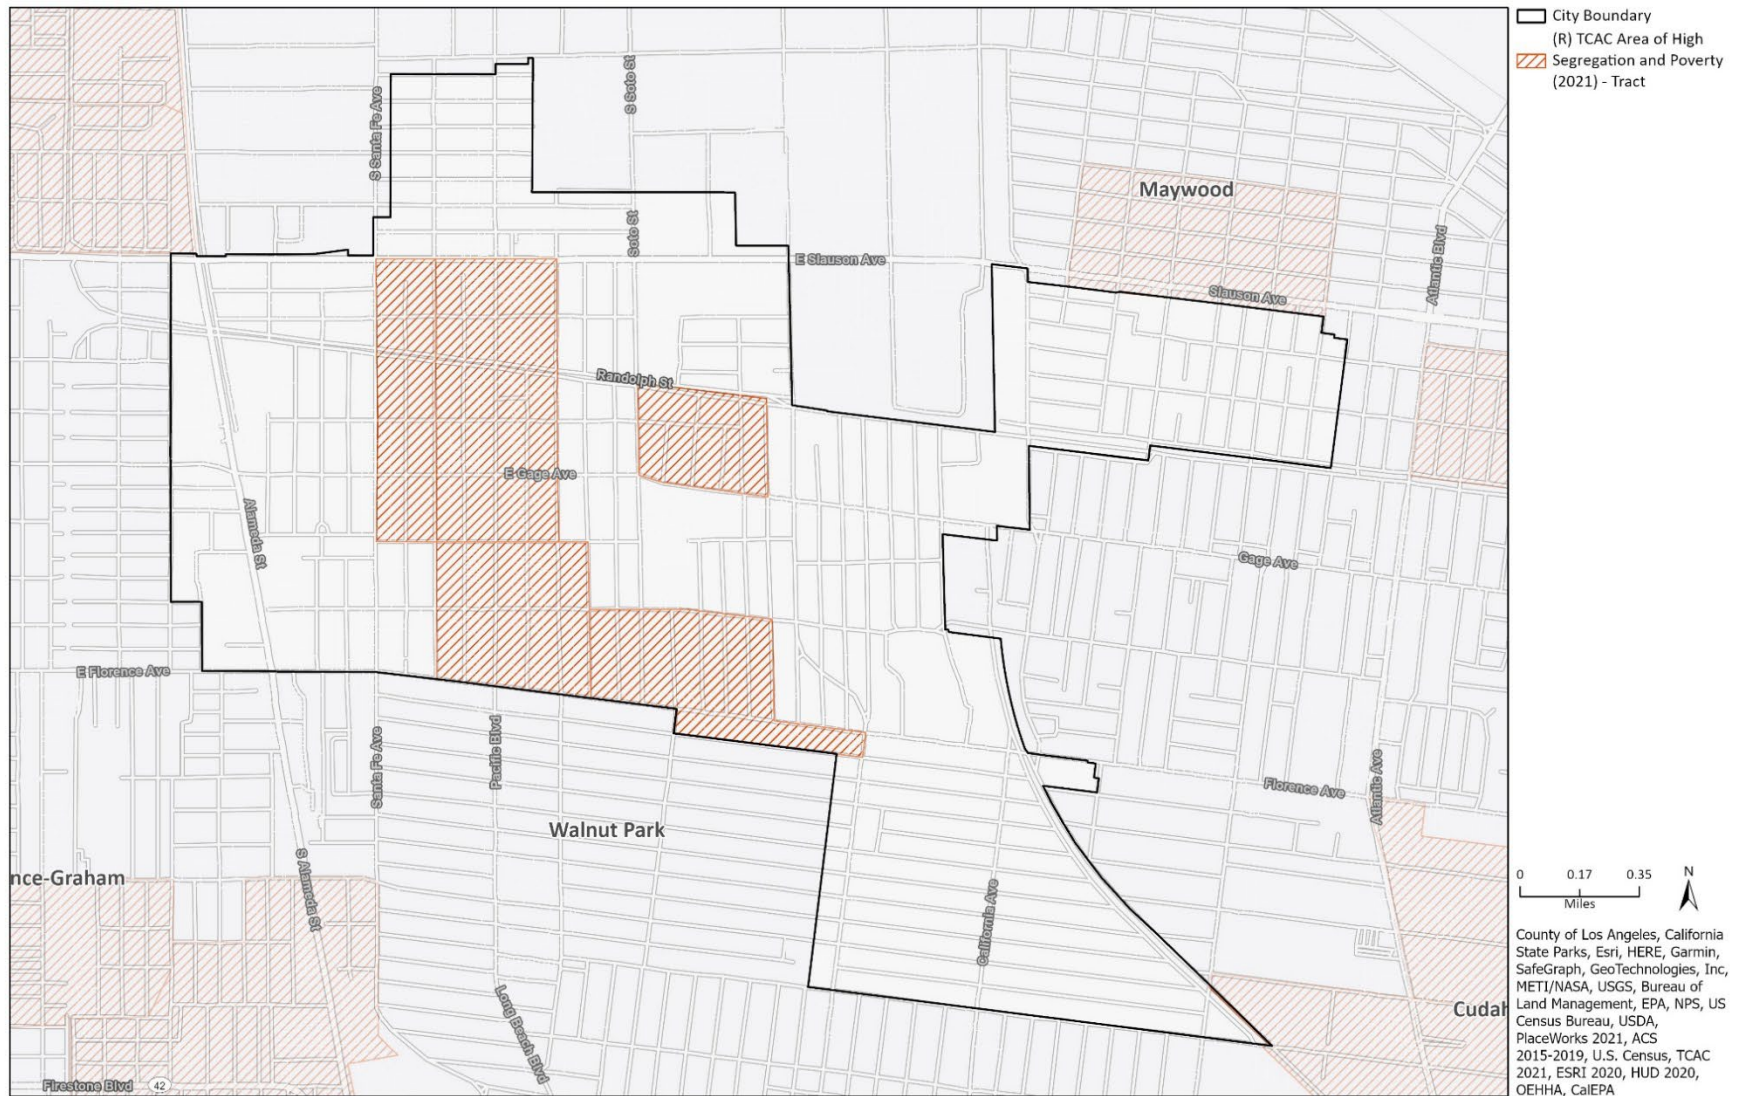 City Boundary
(R) TCAC Area of High
Segregation and Poverty
(2021) - Tract
S Santa Fe Ave
S Soto St
Maywood
Soto St
E Slauson Ave
Atlantic Blvd
Slauson Ave
Randolph St
E Gage Ave
Alameda St
Gage Ave
E Florence Ave
Santa Fe Ave
Pacific Blvd
Florence Ave
Atlantic Ave
Walnut Park
nce-Graham
S Alameda St
California Ave
Long Beach Blvd
Cudah
Firestone Blvd
42
0 0.17 0.35
Miles
N
County of Los Angeles, California
State Parks, Esri, HERE, Garmin,
SafeGraph, GeoTechnologies, Inc,
METI/NASA, USGS, Bureau of
Land Management, EPA, NPS, US
Census Bureau, USDA,
PlaceWorks 2021, ACS
2015-2019, U.S. Census, TCAC
2021, ESRI 2020, HUD 2020,
OEHHA, CalEPA